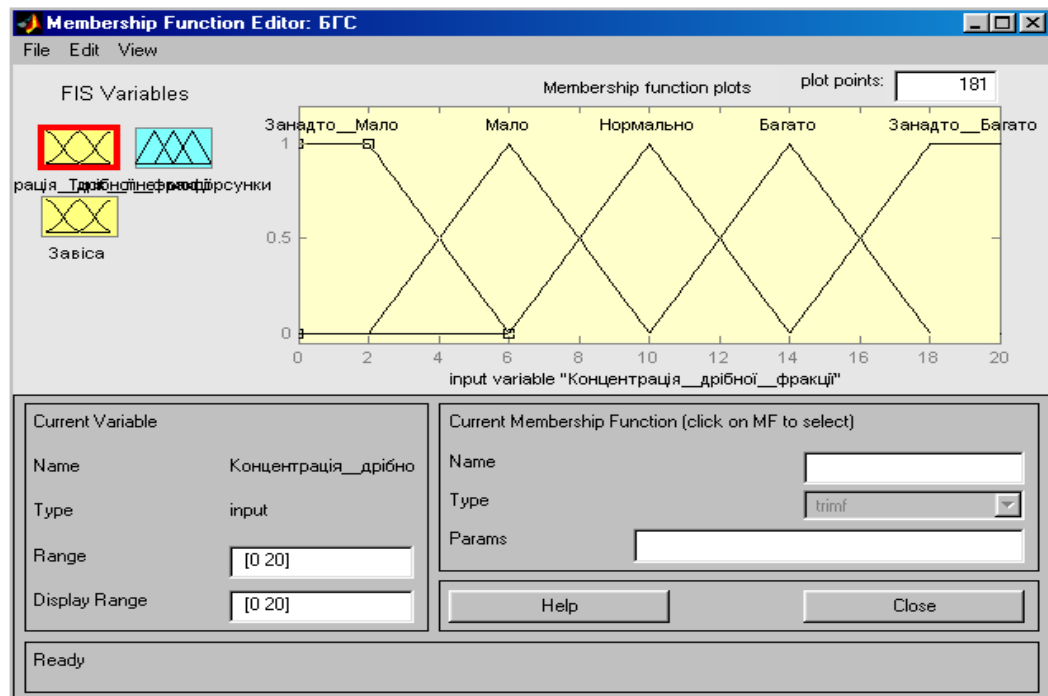 Membership Function Editor: БГС
File Edit View
FIS Variables
Membership function plots
plot points:
181
Занадто__Мало Мало Нормально Багато Занадто__Багато
1
0.5
0
0 2 4 6 8 10 12 14 16 18 20
input variable "Концентрація__дрібної__фракції"
Завіса
Current Variable
Name Концентрація__дрібно
Type input
Range [0 20]
Display Range [0 20]
Current Membership Function (click on MF to select)
Name
Type trimf
Params
Help Close
Ready